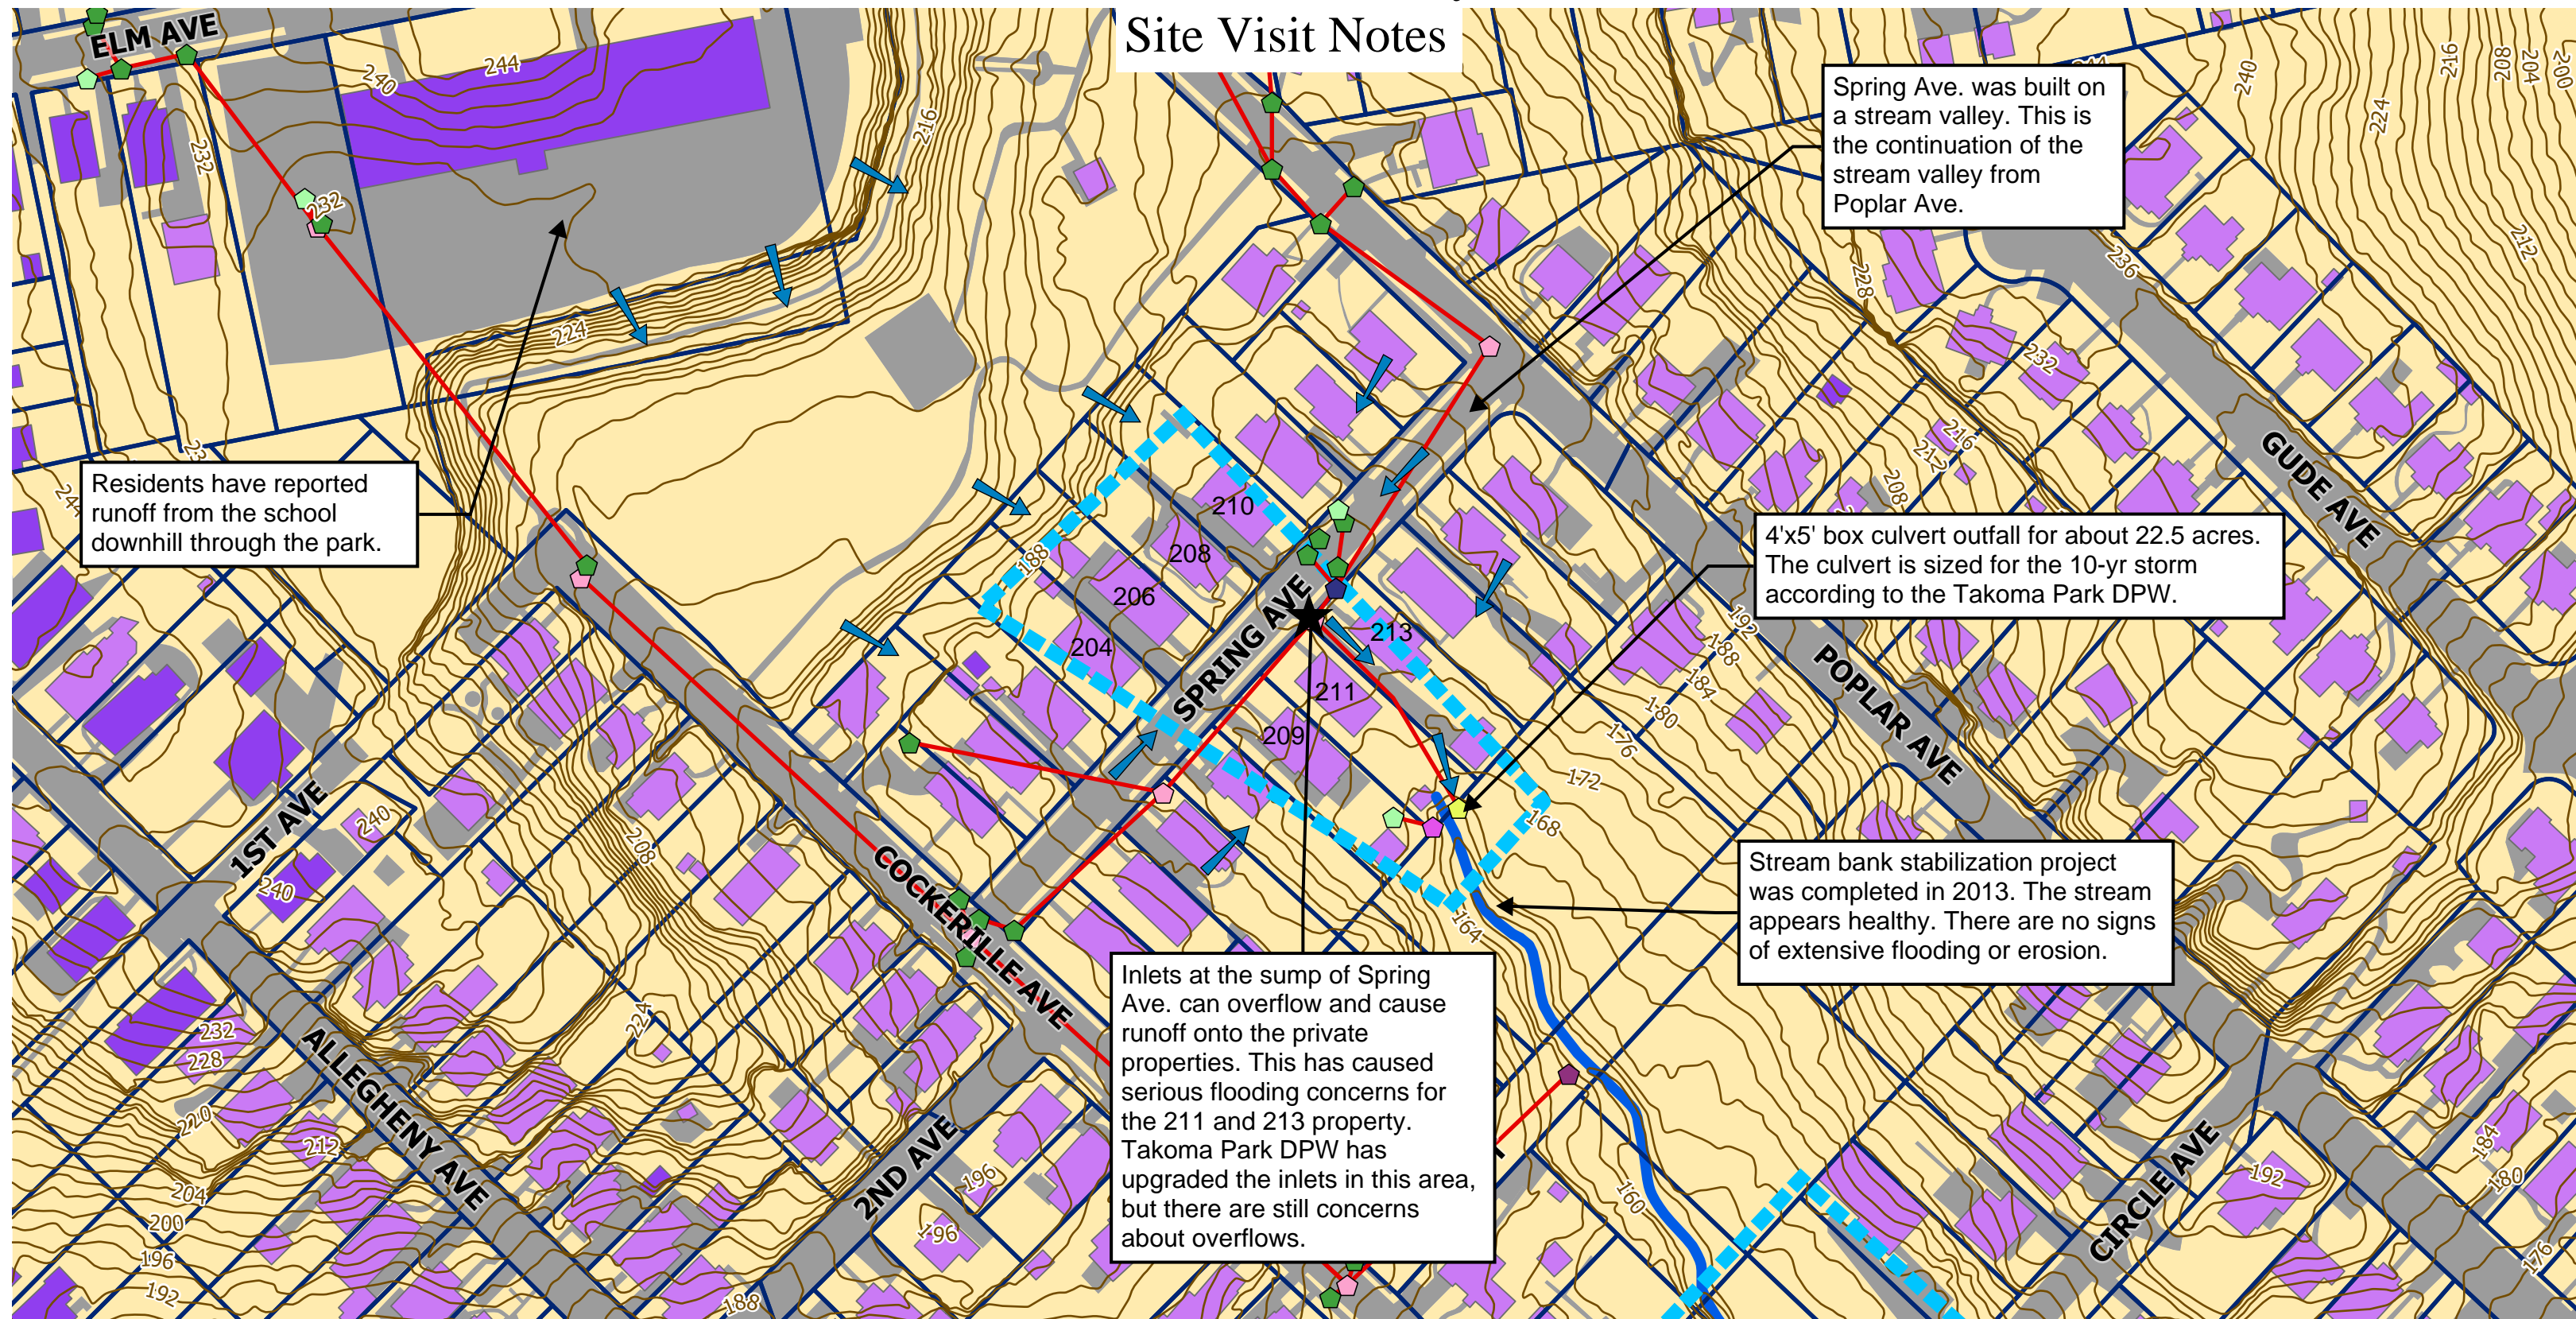 Site Visit Notes
ELM AVE
240
244
232
232
216
224
23
244
Spring Ave. was built on
a stream valley. This is
the continuation of the
stream valley from
Poplar Ave.
240
216
208
204
200
224
212
236
228
232
216
212
208
GUDE AVE
Residents have reported
runoff from the school
downhill through the park.
4'x5' box culvert outfall for about 22.5 acres.
The culvert is sized for the 10-yr storm
according to the Takoma Park DPW.
188
210
208
206
204
213
211
209
SPRING AVE
192
188
184
180
176
172
168
164
POPLAR AVE
1ST AVE
240
240
208
COCKERILLE AVE
Stream bank stabilization project
was completed in 2013. The stream
appears healthy. There are no signs
of extensive flooding or erosion.
Inlets at the sump of Spring
Ave. can overflow and cause
runoff onto the private
properties. This has caused
serious flooding concerns for
the 211 and 213 property.
Takoma Park DPW has
upgraded the inlets in this area,
but there are still concerns
about overflows.
232
228
220
212
204
200
196
192
224
ALLEGHENY AVE
2ND AVE
196
196
188
160
CIRCLE AVE
192
184
180
176